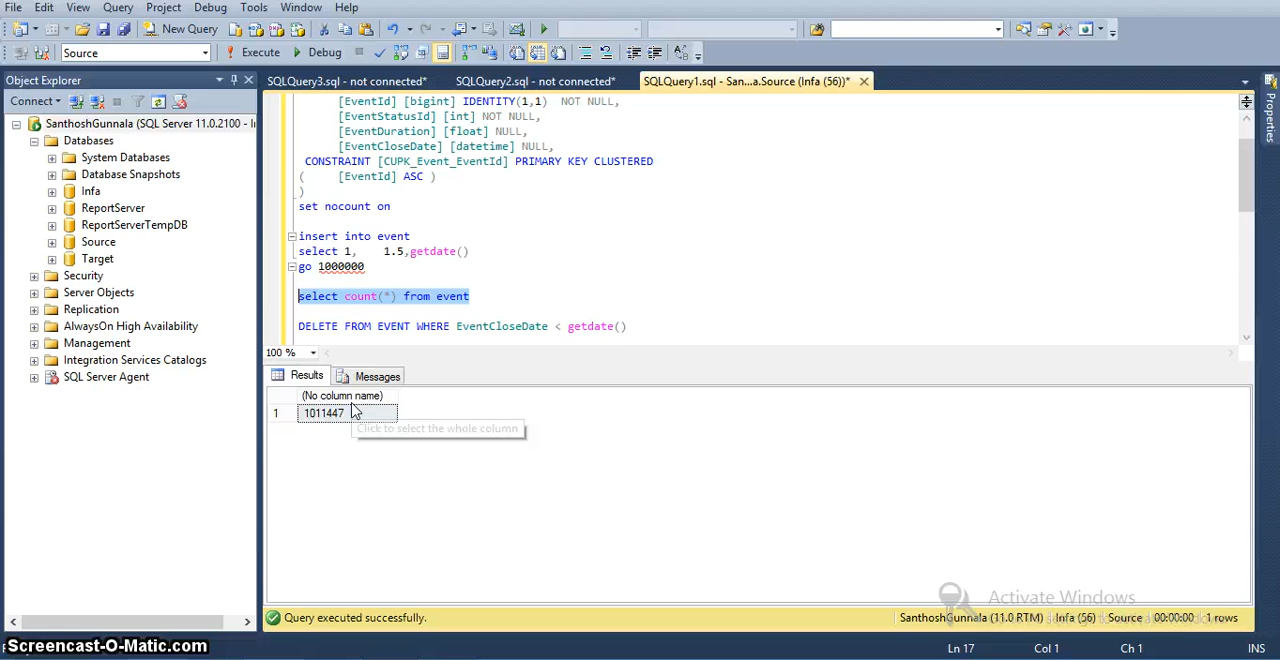 File Edit View Query Project Debug Tools Window Help
New Query
Source Execute Debug
Object Explorer
SQLQuery3.sql - not connected* SQLQuery2.sql - not connected* SQLQuery1.sql - San...a.Source (Infa (56))*
Properties
Connect
SanthoshGunnala (SQL Server 11.0.2100 - I
Databases
System Databases
Database Snapshots
Infa
ReportServer
ReportServerTempDB
Source
Target
Security
Server Objects
Replication
AlwaysOn High Availability
Management
Integration Services Catalogs
SQL Server Agent
[EventId] [bigint] IDENTITY(1,1) NOT NULL,
[EventStatusId] [int] NOT NULL,
[EventDuration] [float] NULL,
[EventCloseDate] [datetime] NULL,
CONSTRAINT [CUPK_Event_EventId] PRIMARY KEY CLUSTERED
( [EventId] ASC )
)
set nocount on
insert into event
select 1, 1.5,getdate()
go 1000000
select count(*) from event
DELETE FROM EVENT WHERE EventCloseDate < getdate()
100 %
Results Messages
(No column name)
1 1011447
Click to select the whole column
Activate Windows
Query executed successfully.
SanthoshGunnala (11.0 RTM) Infa (56) Source 00:00:00 1 rows
Screencast-O-Matic.com
Ln 17 Col 1 Ch 1 INS